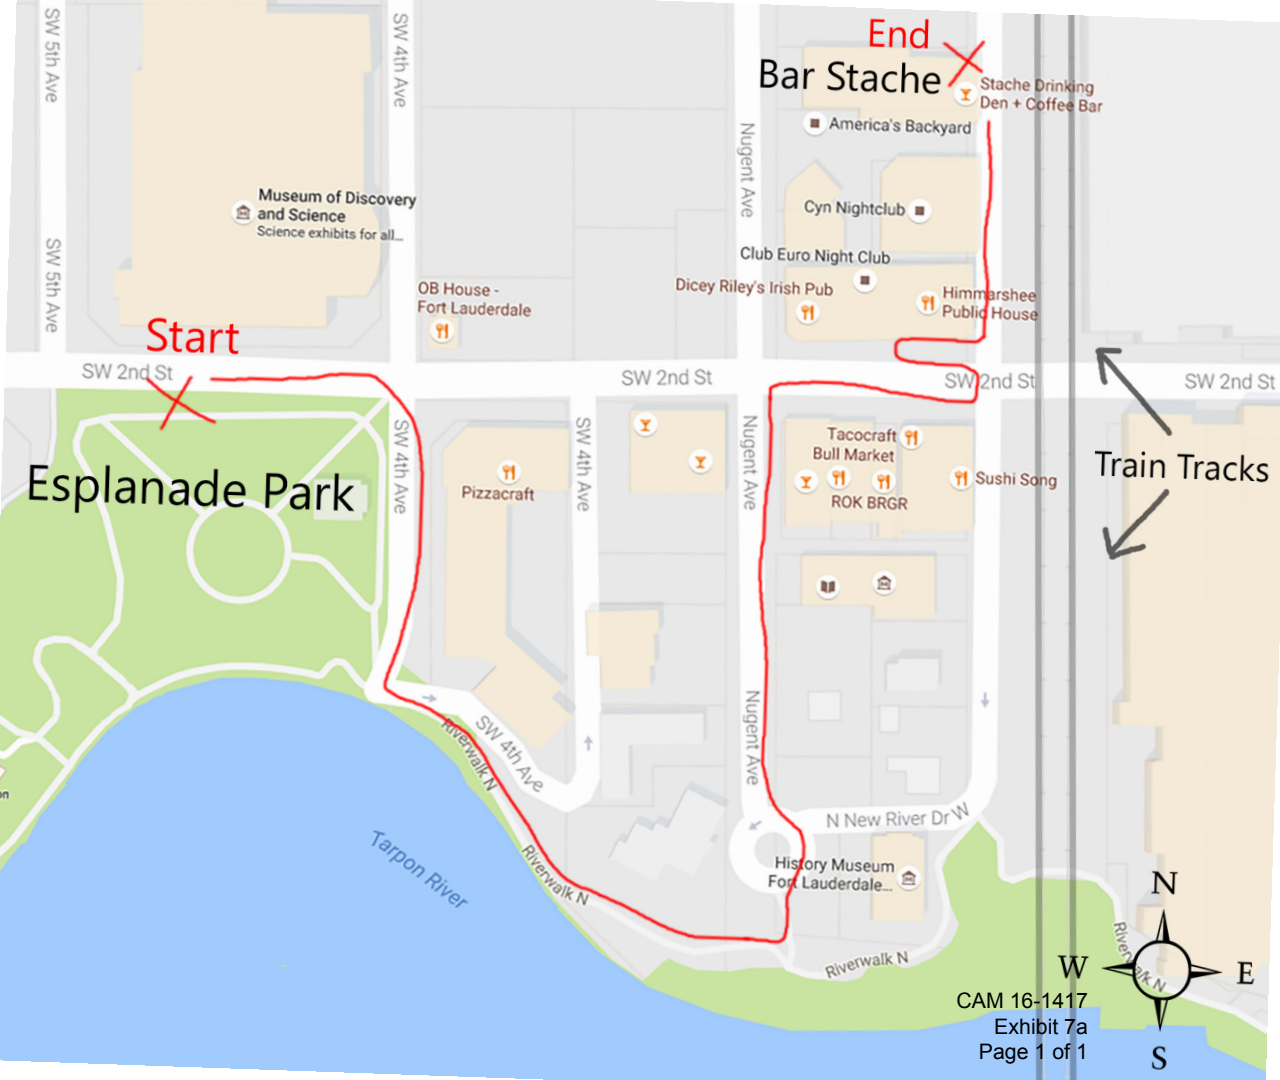 SW 5th Ave
SW 4th Ave
End
Bar Stache
Stache Drinking
Den + Coffee Bar
America's Backyard
Nugent Ave
Museum of Discovery
and Science
Science exhibits for all...
Cyn Nightclub
SW 5th Ave
Club Euro Night Club
Dicey Riley's Irish Pub
OB House -
Fort Lauderdale
Himmarshee
Public House
Start
SW 2nd St
SW 2nd St
SW 2nd St
SW 2nd St
SW 4th Ave
SW 4th Ave
Nugent Ave
Tacocraft
Bull Market
ROK BRGR
Sushi Song
Train Tracks
Esplanade Park
Pizzacraft
Riverwalk N
SW 4th Ave
Nugent Ave
on
N New River Dr W
Tarpon River
Riverwalk N
History Museum
Fort Lauderdale...
Riverwalk N
Riverwalk N
N
W
E
S
CAM 16-1417
Exhibit 7a
Page 1 of 1